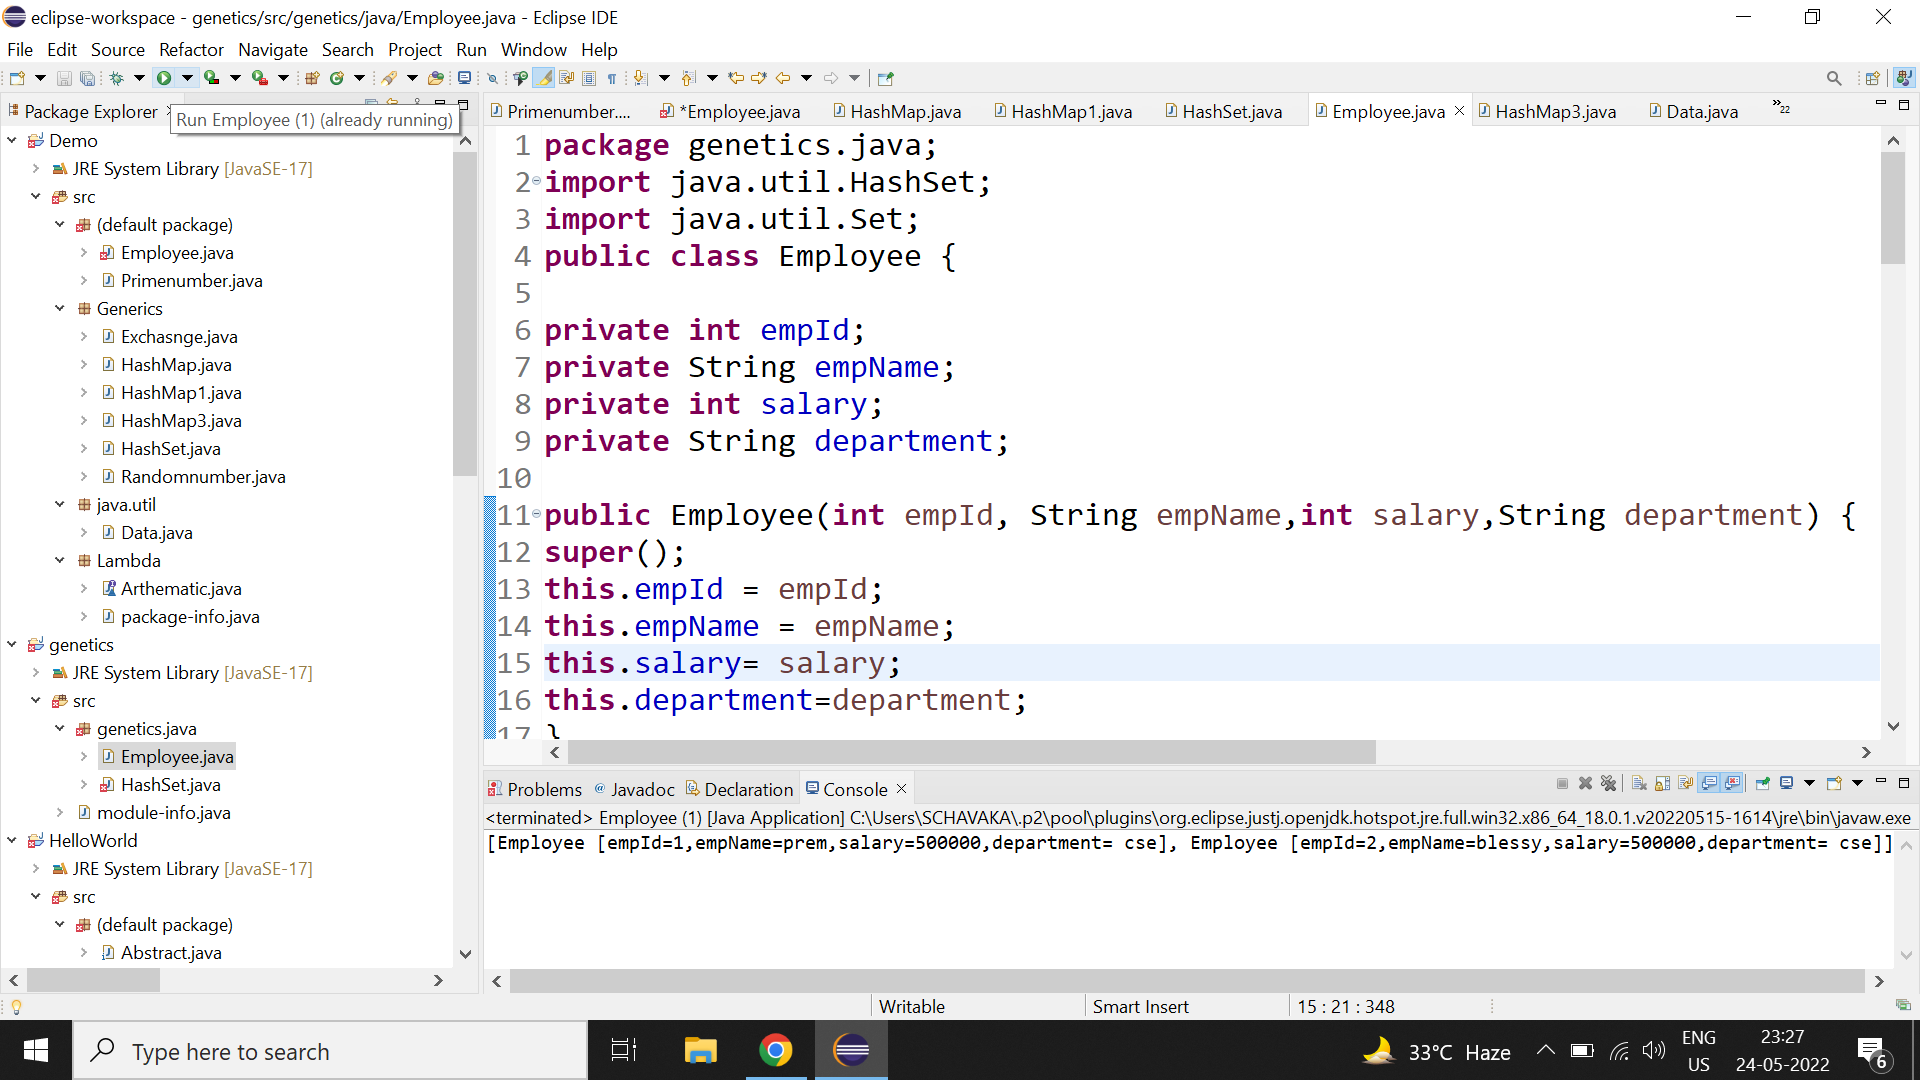 eclipse-workspace - genetics/src/genetics/java/Employee.java - Eclipse IDE
File Edit Source Refactor Navigate Search Project Run Window Help
Package Explorer
Run Employee (1) (already running)
Demo
JRE System Library [JavaSE-17]
src
(default package)
Employee.java
Primenumber.java
Generics
Exchasnge.java
HashMap.java
HashMap1.java
HashMap3.java
HashSet.java
Randomnumber.java
java.util
Data.java
Lambda
Arthematic.java
package-info.java
genetics
JRE System Library [JavaSE-17]
src
genetics.java
Employee.java
HashSet.java
module-info.java
HelloWorld
JRE System Library [JavaSE-17]
src
(default package)
Abstract.java
Primenumber.... *Employee.java HashMap.java HashMap1.java HashSet.java Employee.java HashMap3.java Data.java 22
1 package genetics.java;
2 import java.util.HashSet;
3 import java.util.Set;
4 public class Employee {
5
6 private int empId;
7 private String empName;
8 private int salary;
9 private String department;
10
11 public Employee(int empId, String empName,int salary,String department) {
12 super();
13 this.empId = empId;
14 this.empName = empName;
15 this.salary= salary;
16 this.department=department;
17 }
Problems @ Javadoc Declaration Console
<terminated> Employee (1) [Java Application] C:\Users\SCHAVAKA\.p2\pool\plugins\org.eclipse.justj.openjdk.hotspot.jre.full.win32.x86_64_18.0.1.v20220515-1614\jre\bin\javaw.exe
[Employee [empId=1,empName=prem,salary=500000,department= cse], Employee [empId=2,empName=blessy,salary=500000,department= cse]]
Writable Smart Insert 15 : 21 : 348
Type here to search
33°C Haze
ENG
US
23:27
24-05-2022
6